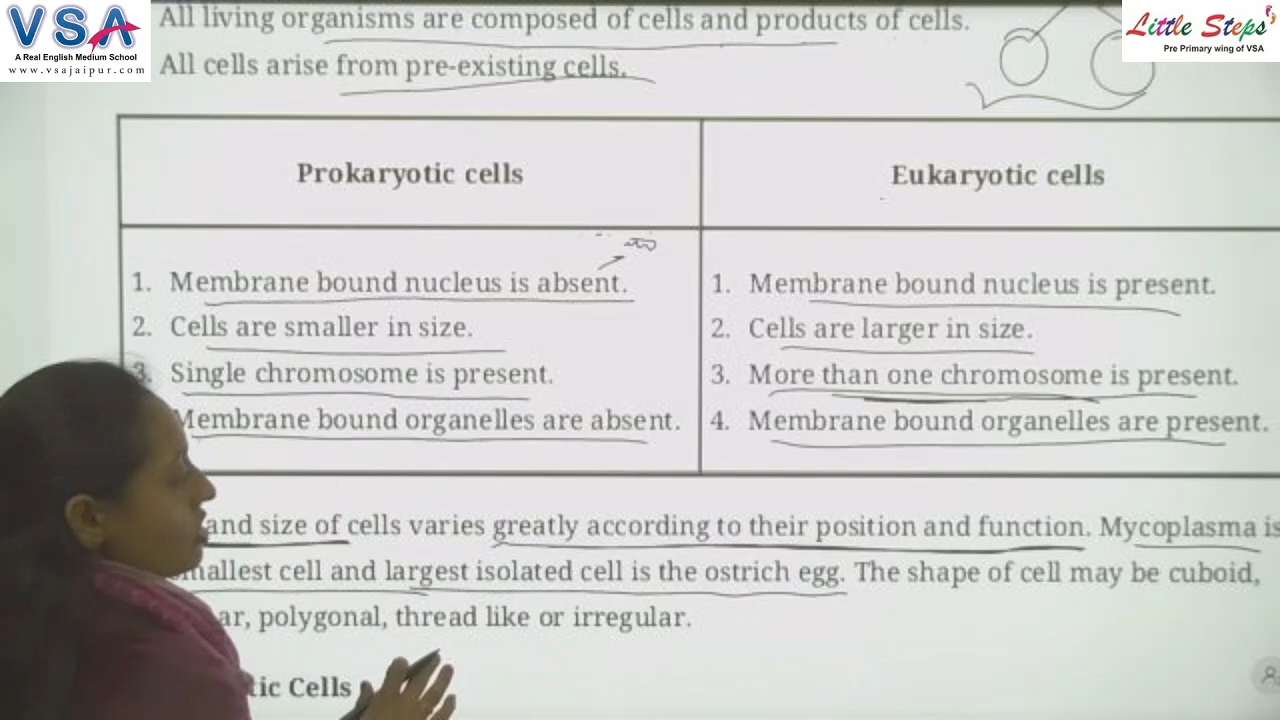 VSA
A Real English Medium School
www.vsajaipur.com
Little Steps
Pre Primary wing of VSA
All living organisms are composed of cells and products of cells.
All cells arise from pre-existing cells.
Prokaryotic cells
Eukaryotic cells
1. Membrane bound nucleus is absent.
2. Cells are smaller in size.
3. Single chromosome is present.
Membrane bound organelles are absent.
1. Membrane bound nucleus is present.
2. Cells are larger in size.
3. More than one chromosome is present.
4. Membrane bound organelles are present.
and size of cells varies greatly according to their position and function. Mycoplasma is
smallest cell and largest isolated cell is the ostrich egg. The shape of cell may be cuboid,
polygonal, thread like or irregular.
Cells